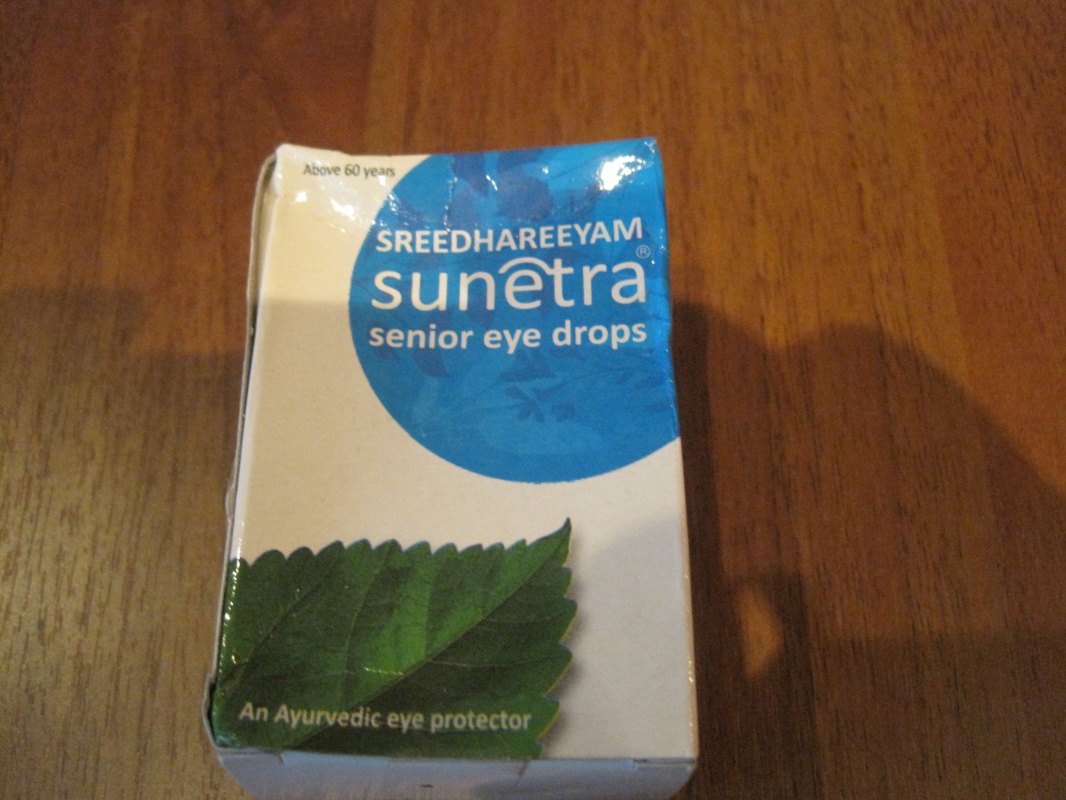 Above 60 years
SREEDHAREEYAM
sunetra®
senior eye drops
An Ayurvedic eye protector